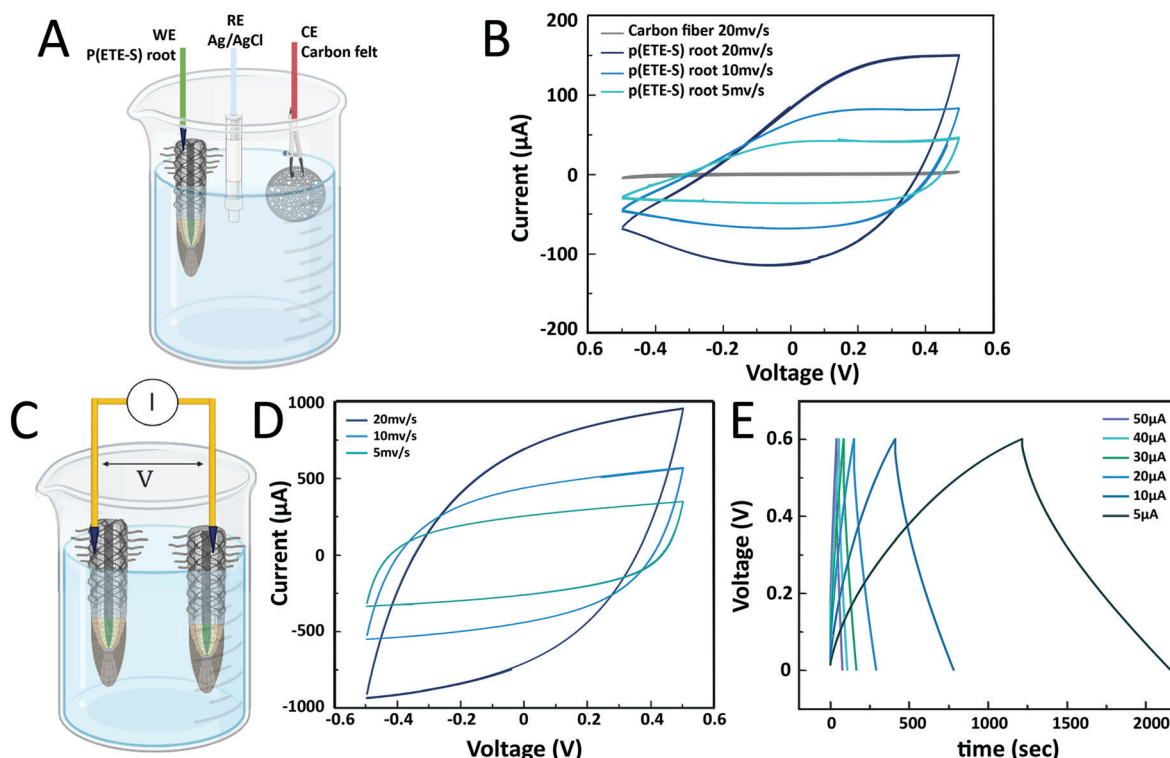 A
WE
P(ETE-S) root
RE
Ag/AgCl
CE
Carbon felt
B
Carbon fiber 20mv/s
p(ETE-S) root 20mv/s
p(ETE-S) root 10mv/s
p(ETE-S) root 5mv/s
200
100
0
-100
-200
Current (µA)
0.6 -0.4 -0.2 0 0.2 0.4 0.6
Voltage (V)
C
I
V
D
20mv/s
10mv/s
5mv/s
1000
500
0
-500
-1000
Current (µA)
-0.6 -0.4 -0.2 0 0.2 0.4 0.6
Voltage (V)
E
50µA
40µA
30µA
20µA
10µA
5µA
0.6
0.4
0.2
0
Voltage (V)
0 500 1000 1500 2000
time (sec)